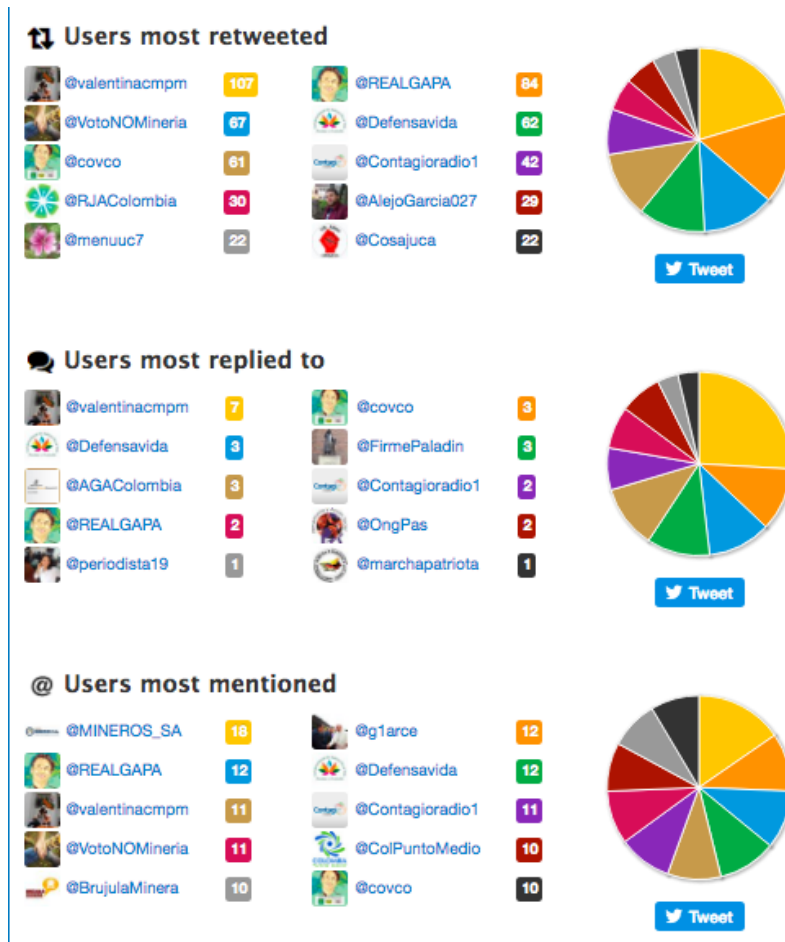 Users most retweeted
@valentinacmpm 107 @REALGAPA 84
@VotoNOMineria 67 @Defensavida 62
@covco 61 @Contagioradio1 42
@RJAColombia 30 @AlejoGarcia027 29
@menuuc7 22 @Cosajuca 22
Tweet
Users most replied to
@valentinacmpm 7 @covco 3
@Defensavida 3 @FirmePaladin 3
@AGAColombia 3 @Contagioradio1 2
@REALGAPA 2 @OngPas 2
@periodista19 1 @marchapatriota 1
Tweet
@ Users most mentioned
@MINEROS_SA 18 @g1arce 12
@REALGAPA 12 @Defensavida 12
@valentinacmpm 11 @Contagioradio1 11
@VotoNOMineria 11 @ColPuntoMedio 10
@BrujulaMinera 10 @covco 10
Tweet